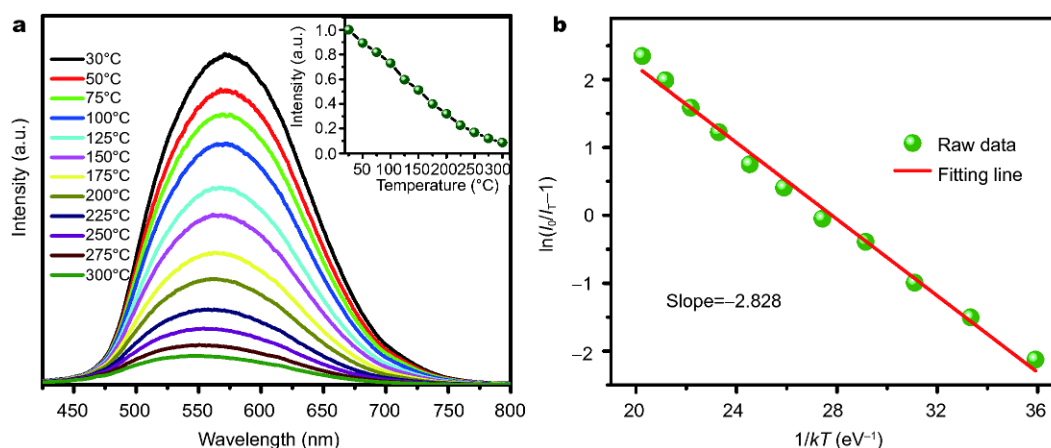 a
Intensity (a.u.)
30°C
50°C
75°C
100°C
125°C
150°C
175°C
200°C
225°C
250°C
275°C
300°C
450 500 550 600 650 700 750 800
Wavelength (nm)
Intensity (a.u.)
1.0
0.8
0.6
0.4
0.2
0.0
50 100 150 200 250 300
Temperature (°C)
b
ln(I₀/I_T−1)
2
1
0
−1
−2
Raw data
Fitting line
Slope=−2.828
20 24 28 32 36
1/kT (eV⁻¹)